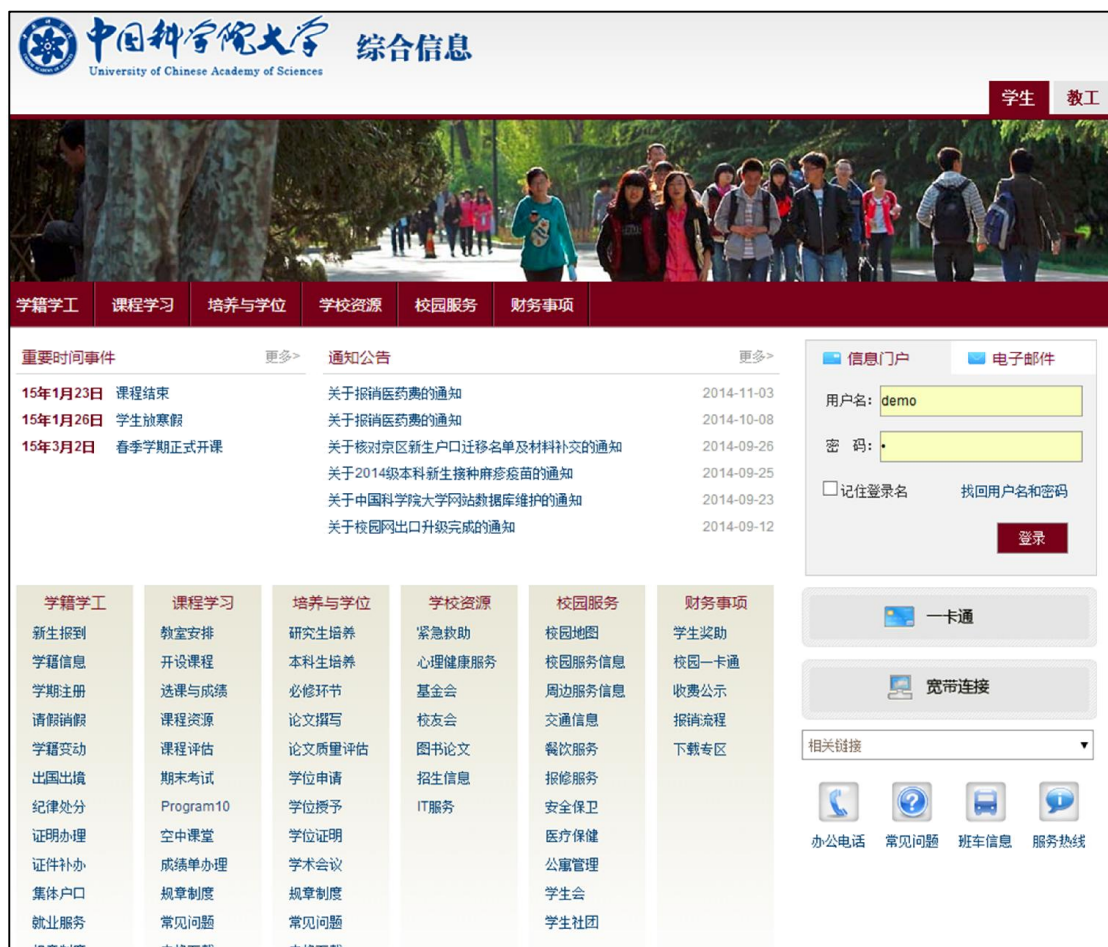 中国科学院大学 综合信息
University of Chinese Academy of Sciences
学生 教工
学籍学工 课程学习 培养与学位 学校资源 校园服务 财务事项
重要时间事件 更多>
15年1月23日 课程结束
15年1月26日 学生放寒假
15年3月2日 春季学期正式开课
通知公告 更多>
关于报销医药费的通知 2014-11-03
关于报销医药费的通知 2014-10-08
关于核对京区新生户口迁移名单及材料补交的通知 2014-09-26
关于2014级本科新生接种麻疹疫苗的通知 2014-09-25
关于中国科学院大学网站数据库维护的通知 2014-09-23
关于校园网出口升级完成的通知 2014-09-12
信息门户 电子邮件
用户名: demo
密 码:
记住登录名 找回用户名和密码
登录
学籍学工
新生报到
学籍信息
学期注册
请假销假
学籍变动
出国出境
纪律处分
证明办理
证件补办
集体户口
就业服务
课程学习
教室安排
开设课程
选课与成绩
课程资源
课程评估
期末考试
Program10
空中课堂
成绩单办理
规章制度
常见问题
培养与学位
研究生培养
本科生培养
必修环节
论文撰写
论文质量评估
学位申请
学位授予
学位证明
学术会议
规章制度
常见问题
学校资源
紧急救助
心理健康服务
基金会
校友会
图书论文
招生信息
IT服务
校园服务
校园地图
校园服务信息
周边服务信息
交通信息
餐饮服务
报修服务
安全保卫
医疗保健
公寓管理
学生会
学生社团
财务事项
学生奖助
校园一卡通
收费公示
报销流程
下载专区
一卡通
宽带连接
相关链接
办公电话 常见问题 班车信息 服务热线